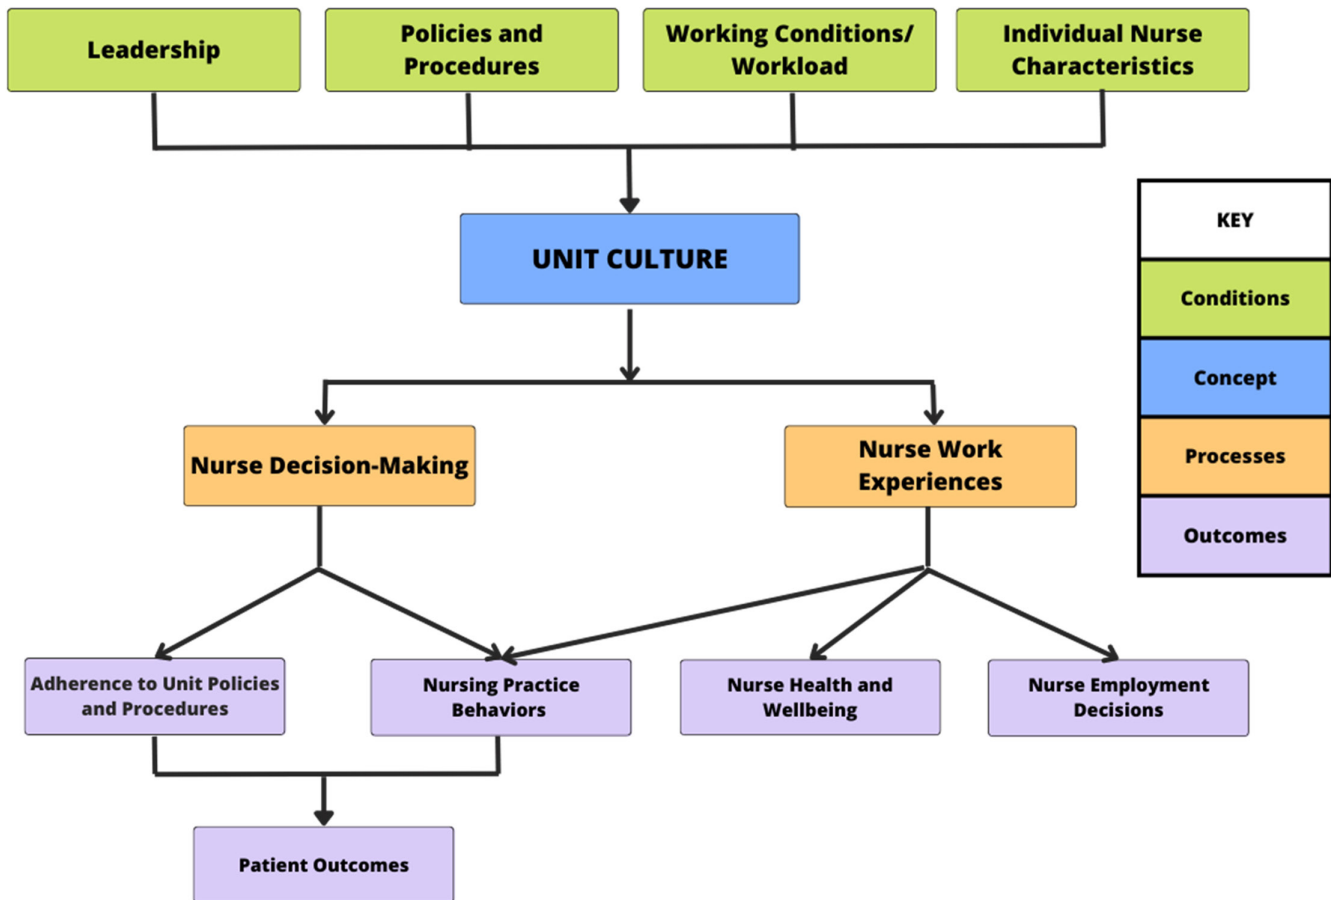 Leadership
Policies and
Procedures
Working Conditions/
Workload
Individual Nurse
Characteristics
UNIT CULTURE
KEY
Conditions
Concept
Processes
Outcomes
Nurse Decision-Making
Nurse Work
Experiences
Adherence to Unit Policies
and Procedures
Nursing Practice
Behaviors
Nurse Health and
Wellbeing
Nurse Employment
Decisions
Patient Outcomes